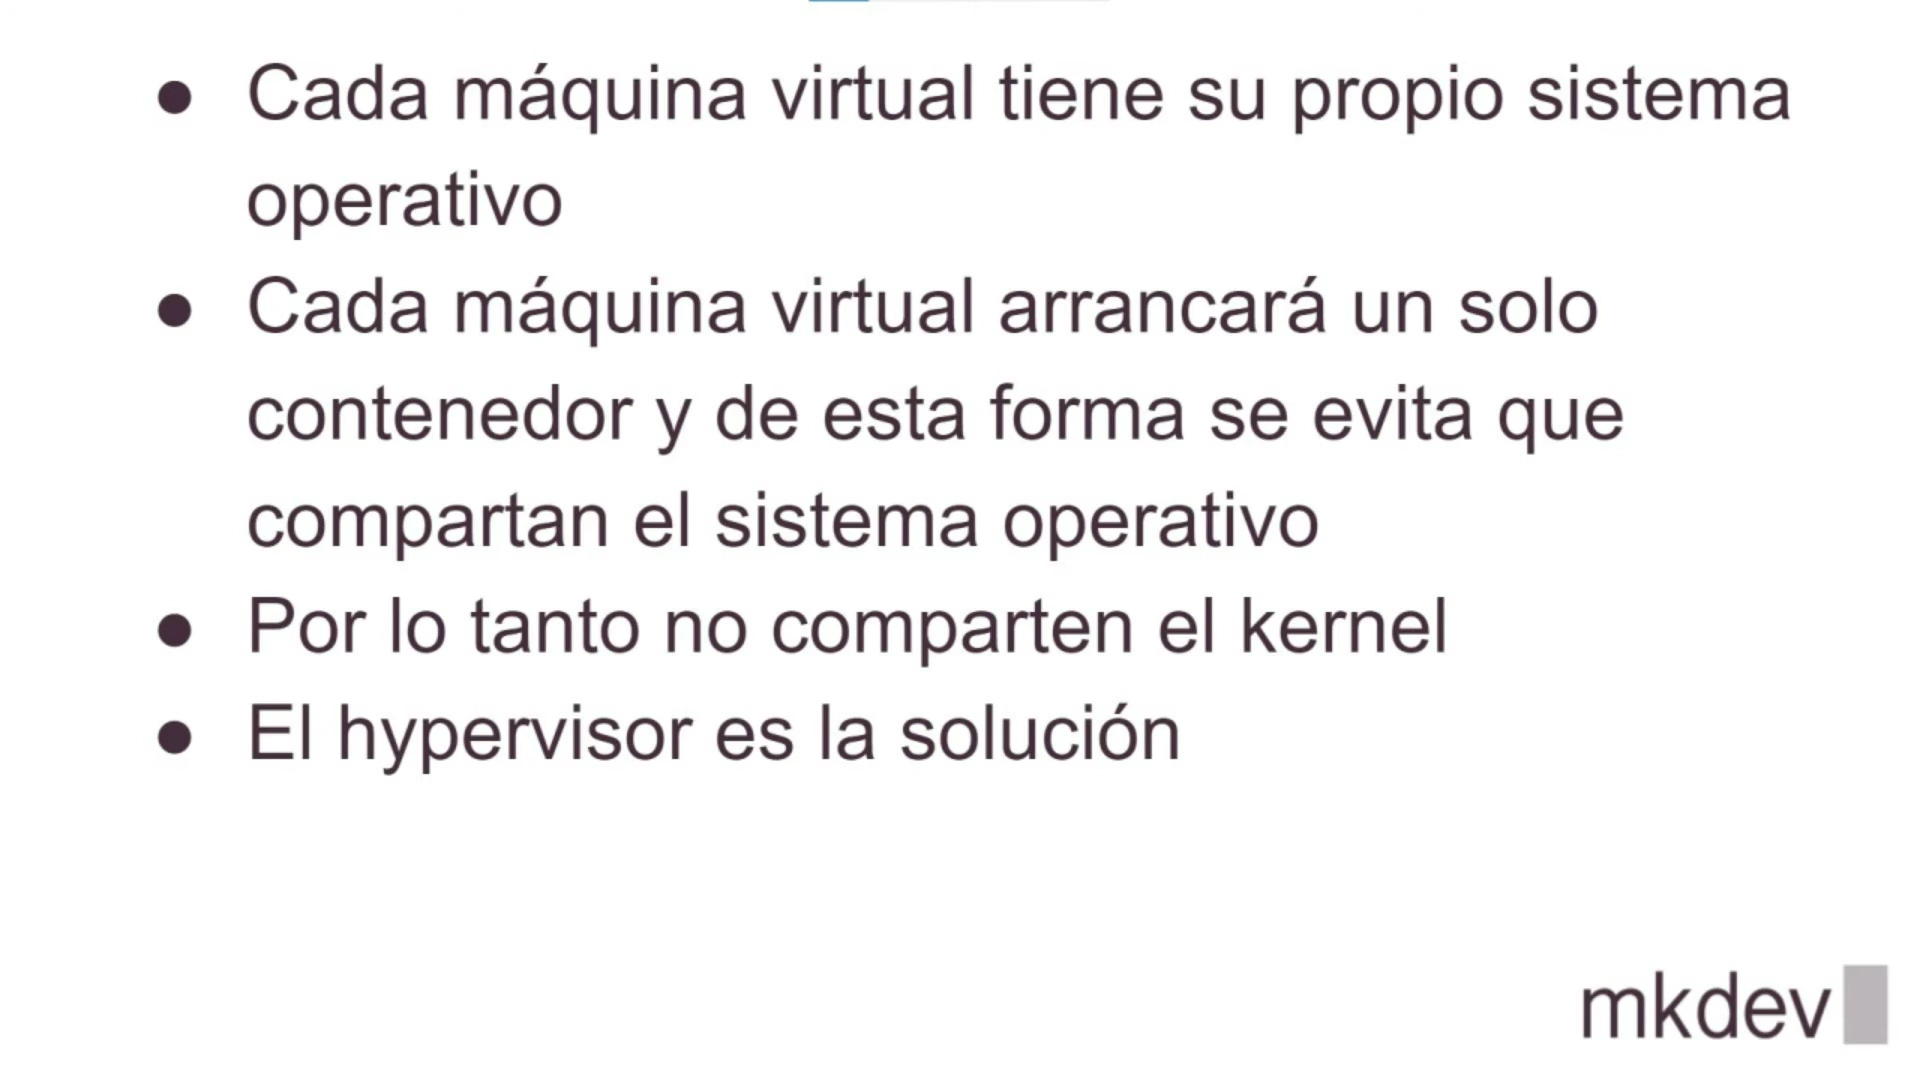 ● Cada máquina virtual tiene su propio sistema
operativo
● Cada máquina virtual arrancará un solo
contenedor y de esta forma se evita que
compartan el sistema operativo
● Por lo tanto no comparten el kernel
● El hypervisor es la solución
mkdev